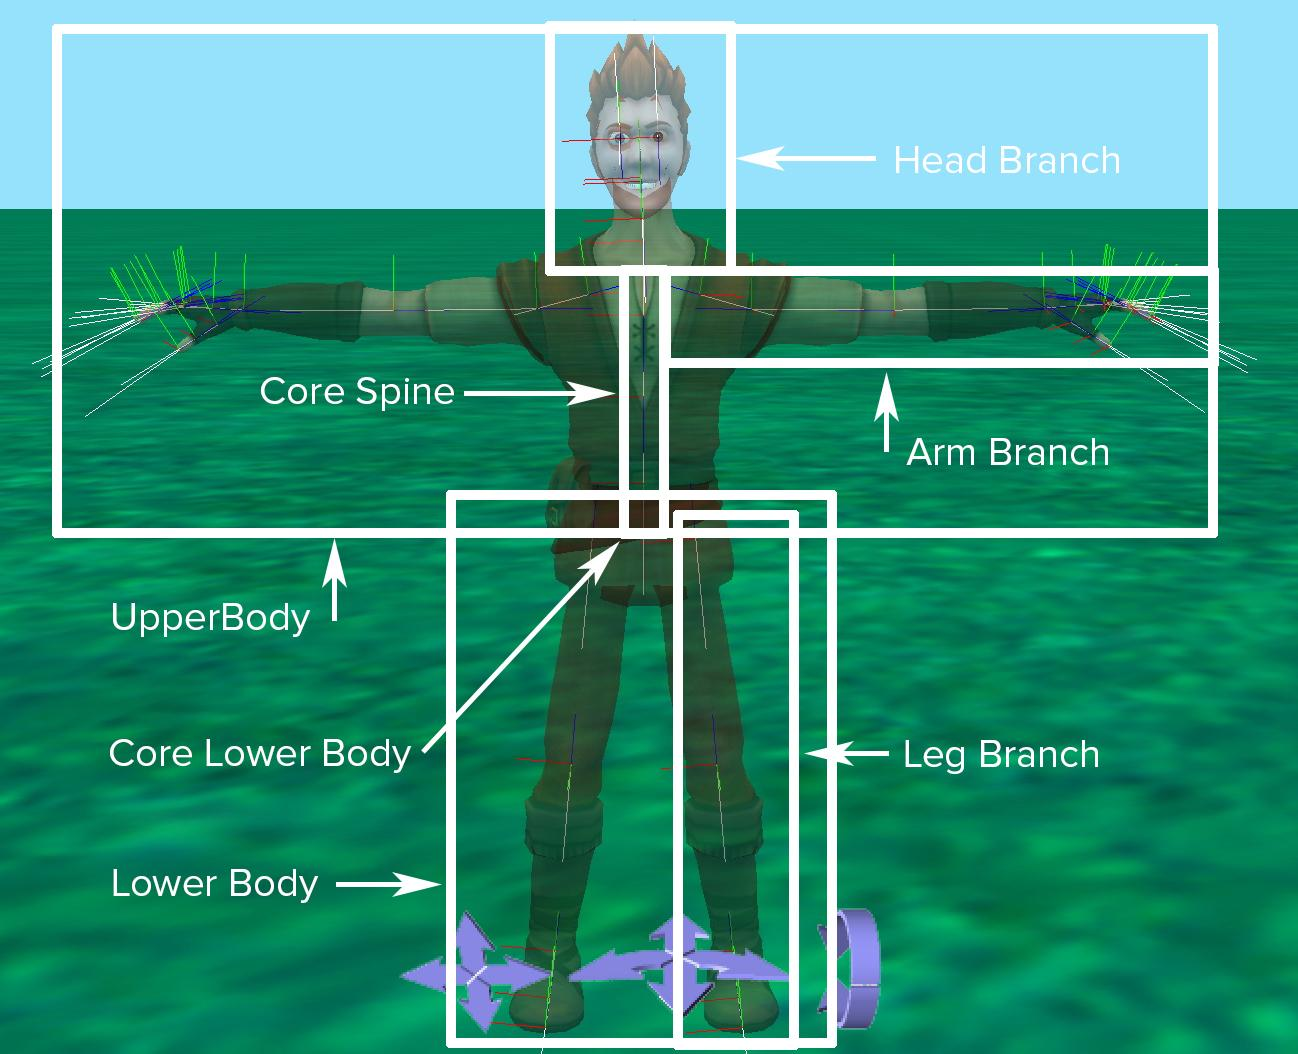 Head Branch
Core Spine
Arm Branch
UpperBody
Core Lower Body
Leg Branch
Lower Body